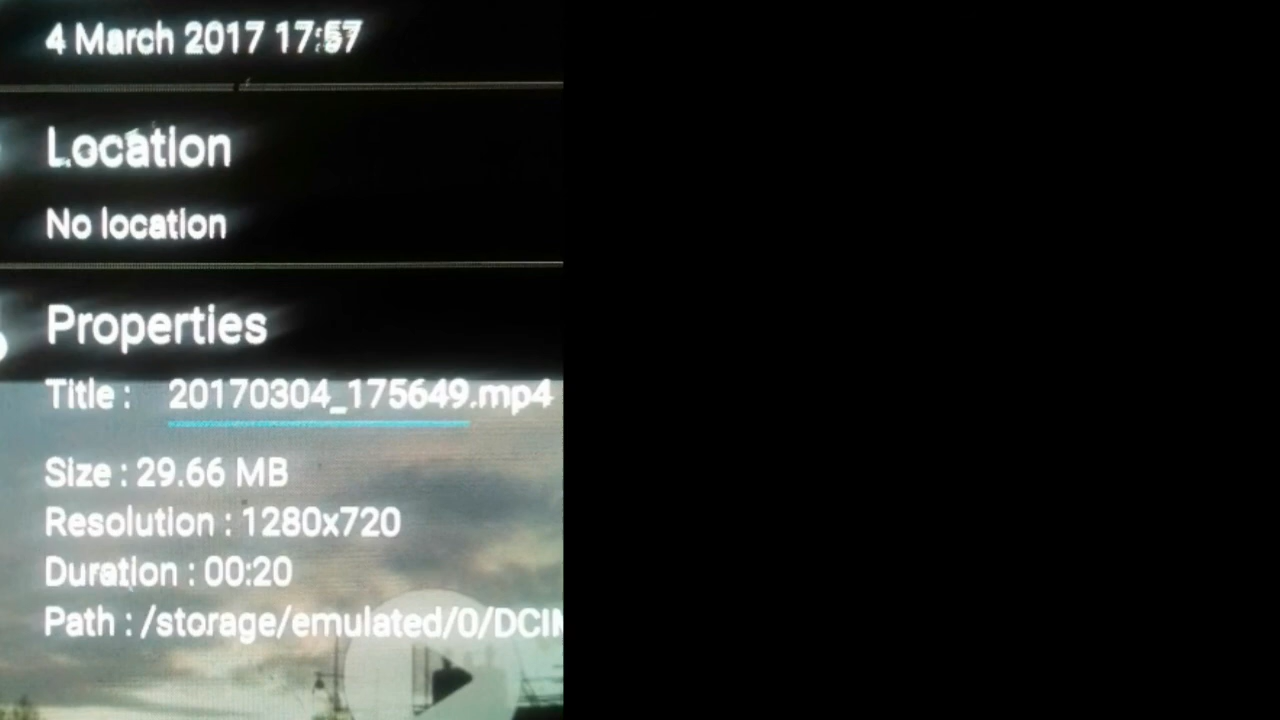 4 March 2017 17:57
Location
No location
Properties
Title : 20170304_175649.mp4
Size : 29.66 MB
Resolution : 1280x720
Duration : 00:20
Path : /storage/emulated/0/DCIM